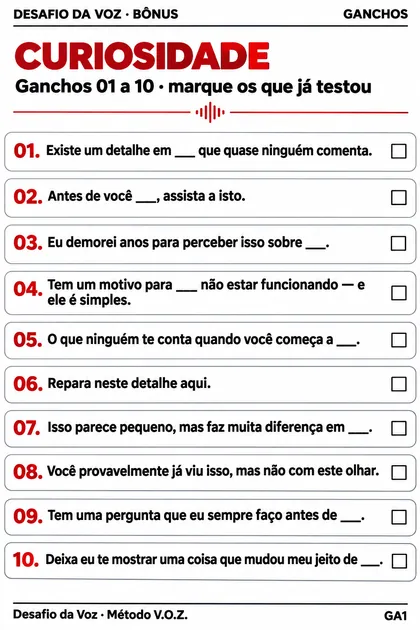 DESAFIO DA VOZ · BÔNUS
GANCHOS
CURIOSIDADE
Ganchos 01 a 10 · marque os que já testou
01. Existe um detalhe em ___ que quase ninguém comenta.
02. Antes de você ___, assista a isto.
03. Eu demorei anos para perceber isso sobre ___.
04. Tem um motivo para ___ não estar funcionando — e
ele é simples.
05. O que ninguém te conta quando você começa a ___.
06. Repara neste detalhe aqui.
07. Isso parece pequeno, mas faz muita diferença em ___.
08. Você provavelmente já viu isso, mas não com este olhar.
09. Tem uma pergunta que eu sempre faço antes de ___.
10. Deixa eu te mostrar uma coisa que mudou meu jeito de ___.
Desafio da Voz · Método V.O.Z.
GA1